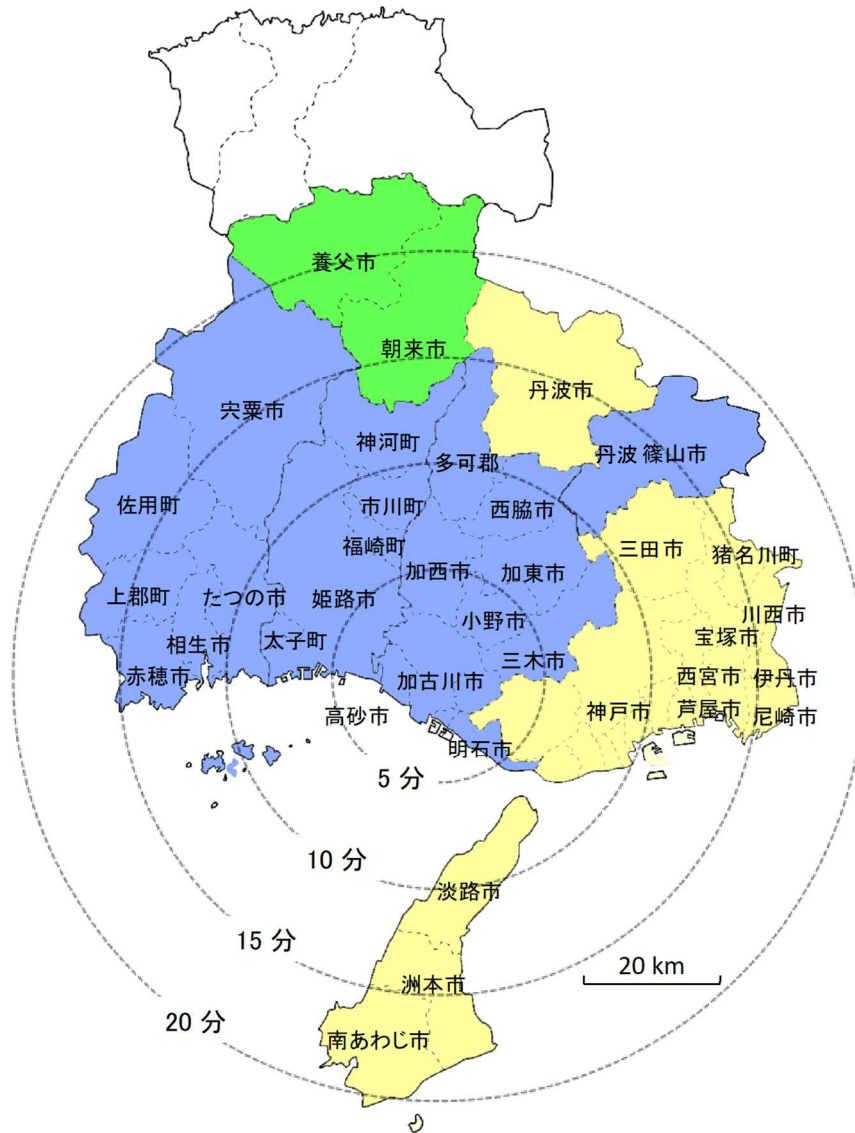 養父市
朝来市
丹波市
宍粟市
神河町
多可郡
丹波 篠山市
佐用町
市川町
西脇市
福崎町
三田市
猪名川町
加西市
加東市
上郡町
たつの市
姫路市
小野市
川西市
相生市
太子町
三木市
宝塚市
赤穂市
加古川市
西宮市
伊丹市
高砂市
神戸市
芦屋市
尼崎市
明石市
5 分
10 分
淡路市
15 分
20 km
洲本市
20 分
南あわじ市